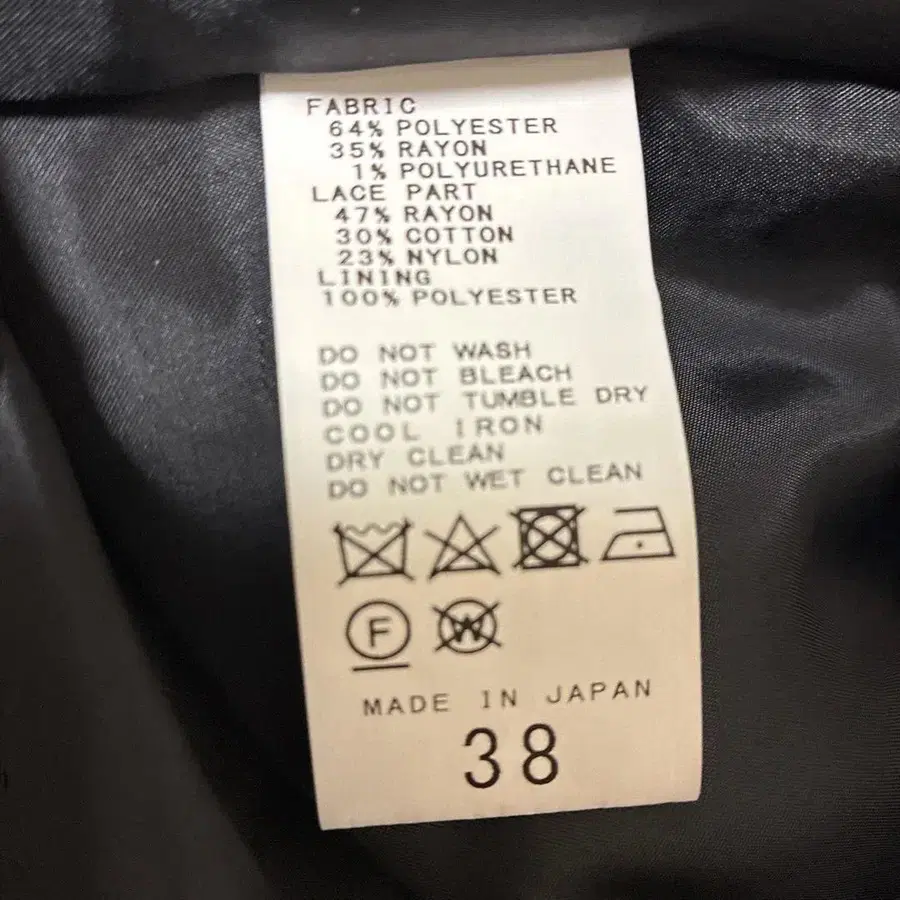 FABRIC
64% POLYESTER
35% RAYON
1% POLYURETHANE
LACE PART
47% RAYON
30% COTTON
23% NYLON
LINING
100% POLYESTER
DO NOT WASH
DO NOT BLEACH
DO NOT TUMBLE DRY
COOL IRON
DRY CLEAN
DO NOT WET CLEAN
F W
MADE IN JAPAN
38